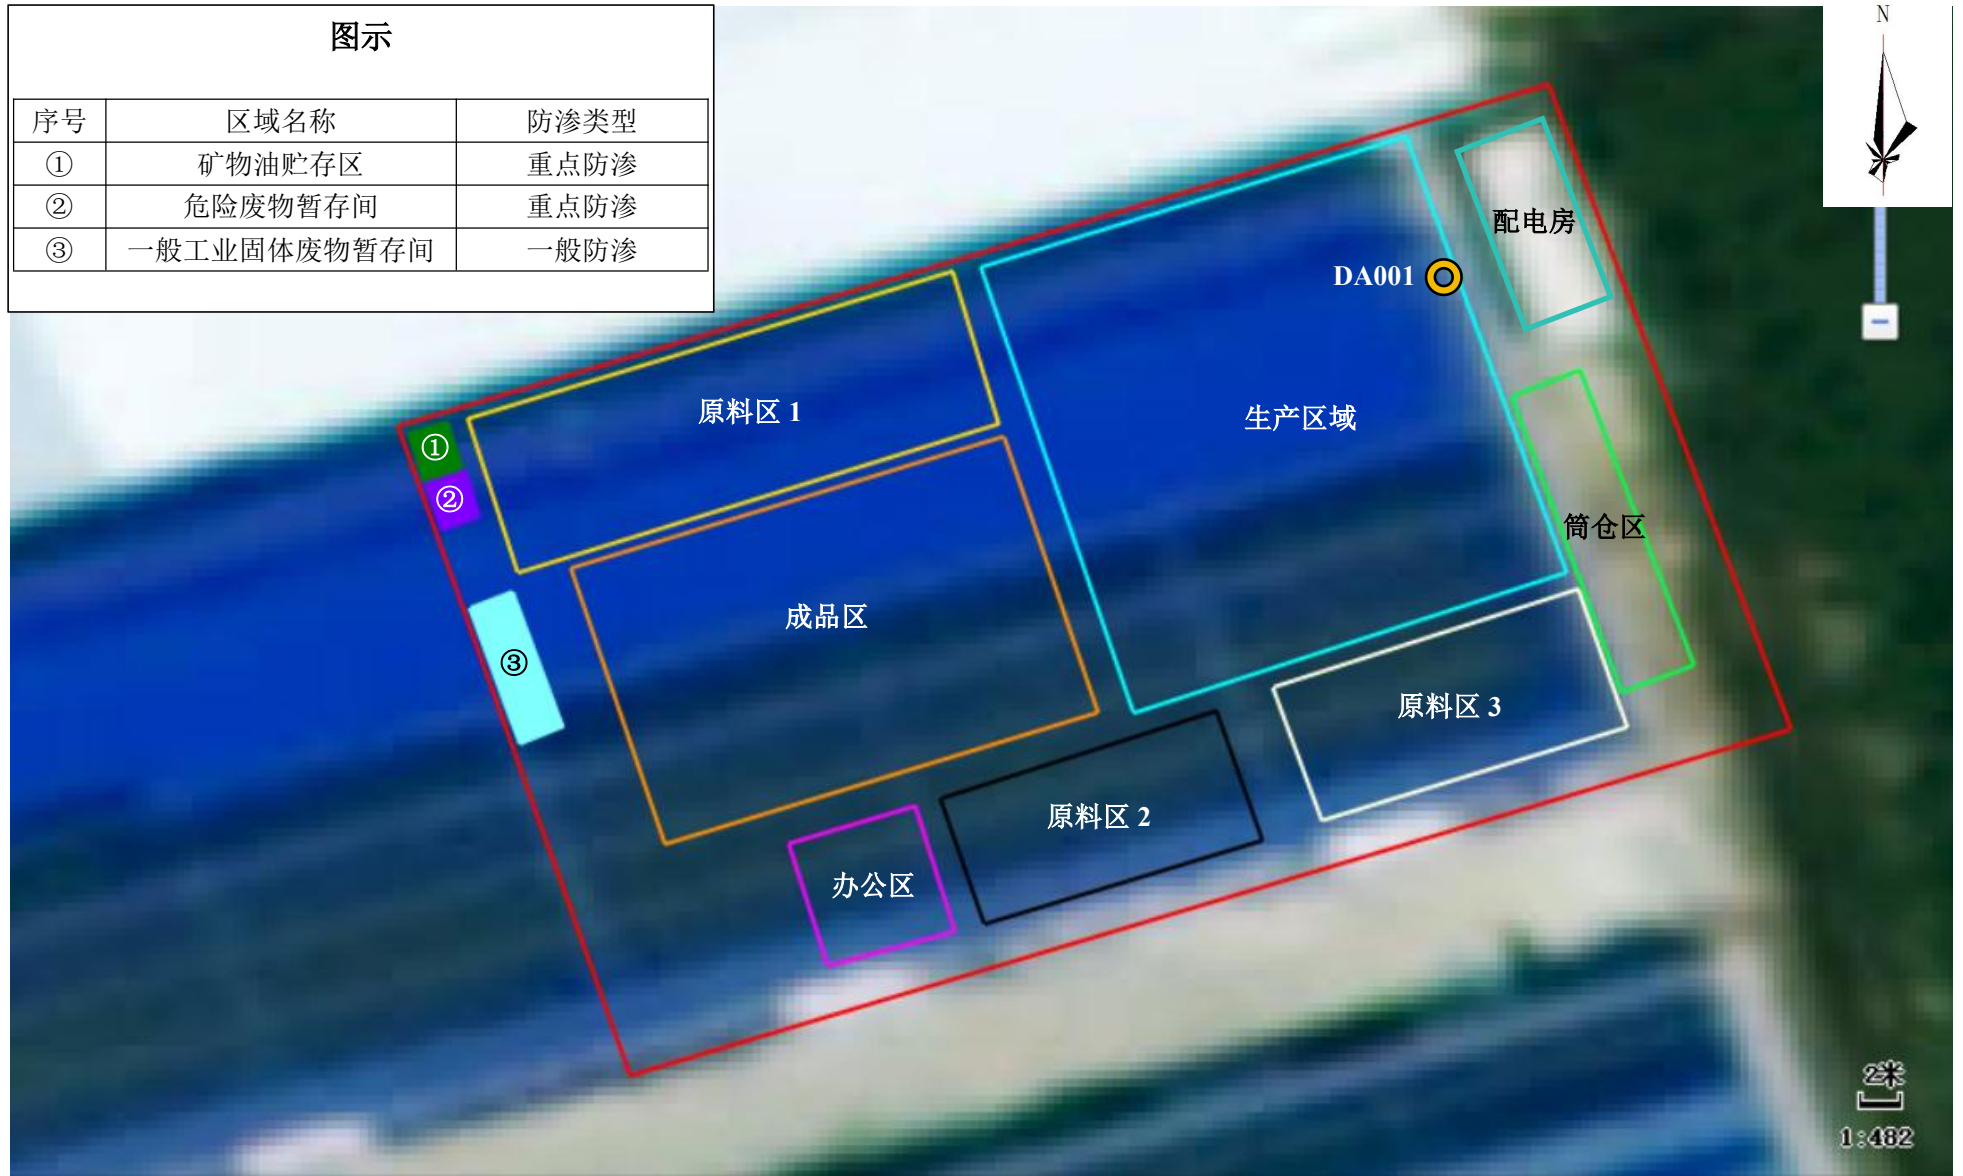 图示
序号 区域名称 防渗类型
① 矿物油贮存区 重点防渗
② 危险废物暂存间 重点防渗
③ 一般工业固体废物暂存间 一般防渗
N
配电房
DA001
原料区 1
生产区域
①
②
筒仓区
成品区
③
原料区 3
原料区 2
办公区
2米
1:482